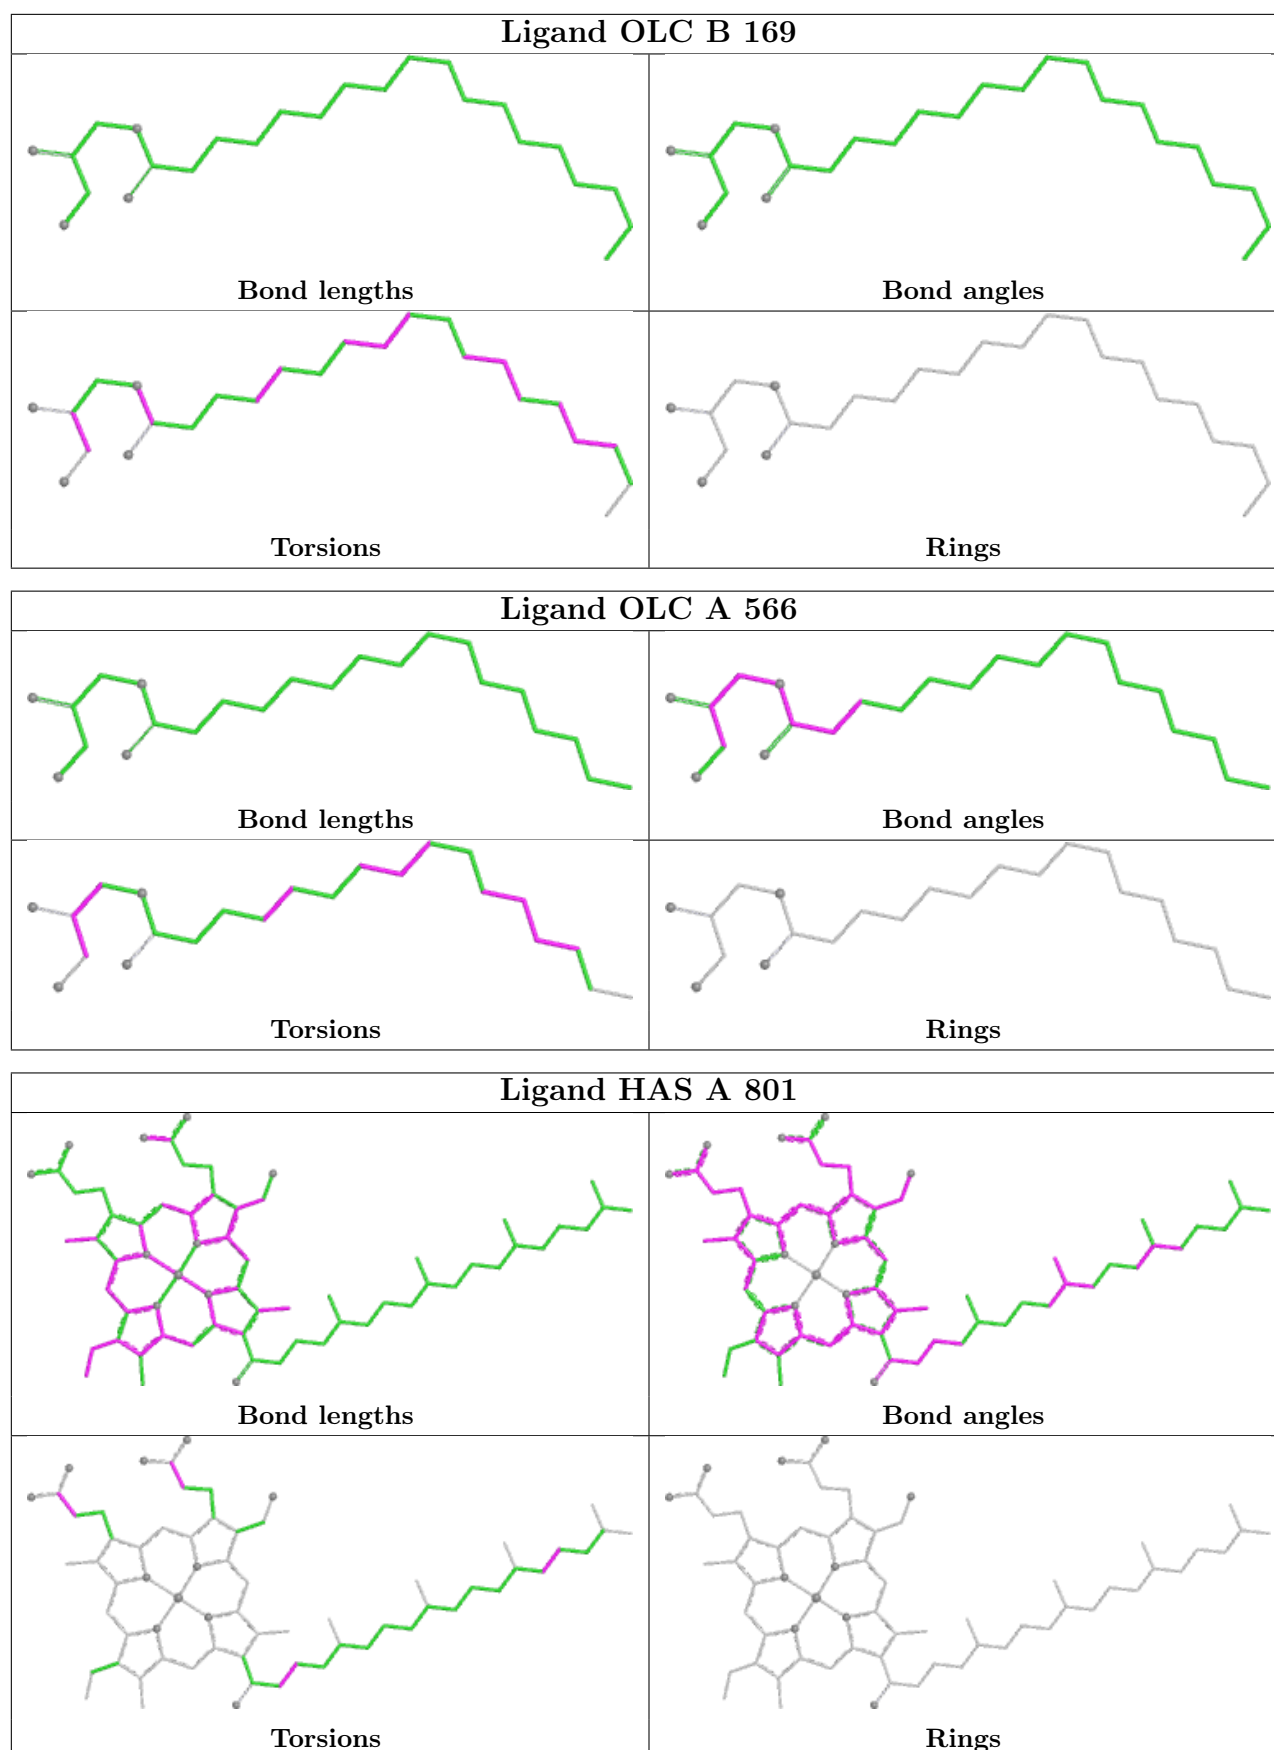 Ligand OLC B 169
Bond lengths
Bond angles
Torsions
Rings
Ligand OLC A 566
Bond lengths
Bond angles
Torsions
Rings
Ligand HAS A 801
Bond lengths
Bond angles
Torsions
Rings